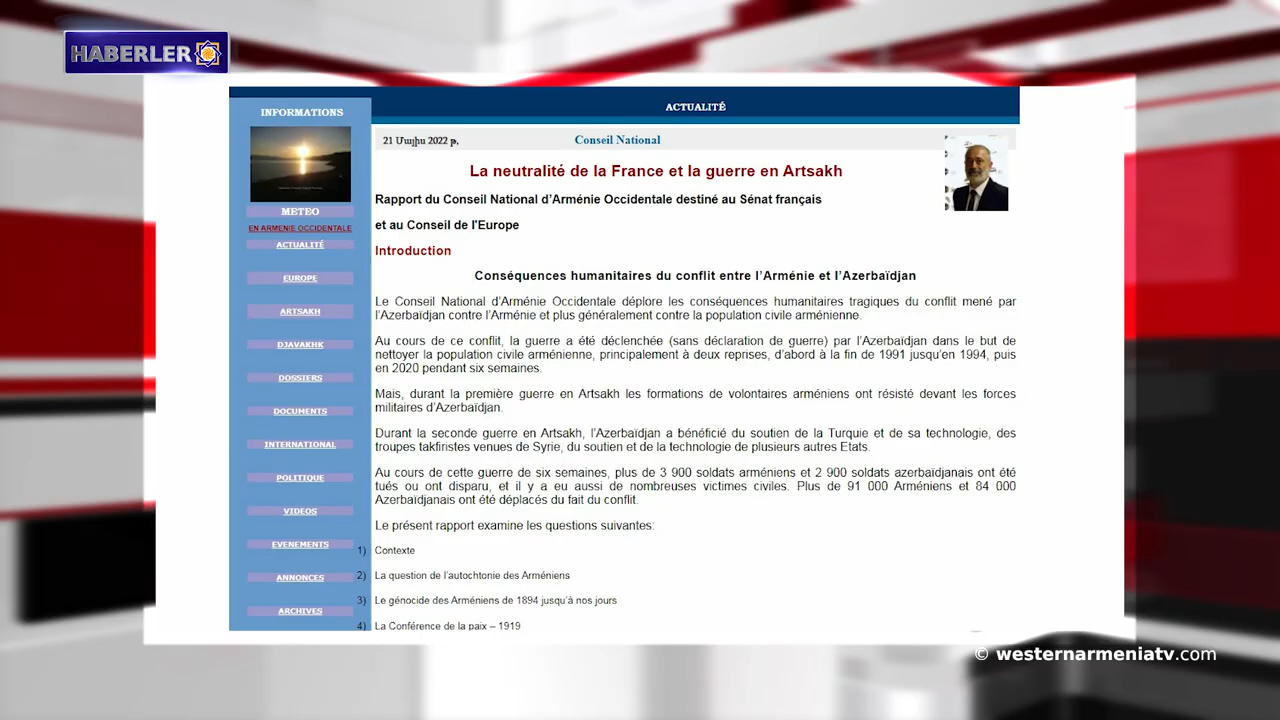 HABERLER
INFORMATIONS
METEO
EN ARMENIE OCCIDENTALE
ACTUALITÉ
EUROPE
ARTSAKH
DJAVAKHK
DOSSIERS
DOCUMENTS
INTERNATIONAL
POLITIQUE
VIDEOS
EVENEMENTS
ANNONCES
ARCHIVES
ACTUALITÉ
21 Մայիս 2022 թ, Conseil National
La neutralité de la France et la guerre en Artsakh
Rapport du Conseil National d’Arménie Occidentale destiné au Sénat français
et au Conseil de l'Europe
Introduction
Conséquences humanitaires du conflit entre l’Arménie et l’Azerbaïdjan
Le Conseil National d’Arménie Occidentale déplore les conséquences humanitaires tragiques du conflit mené par
l’Azerbaïdjan contre l’Arménie et plus généralement contre la population civile arménienne.
Au cours de ce conflit, la guerre a été déclenchée (sans déclaration de guerre) par l’Azerbaïdjan dans le but de
nettoyer la population civile arménienne, principalement à deux reprises, d’abord à la fin de 1991 jusqu’en 1994, puis
en 2020 pendant six semaines.
Mais, durant la première guerre en Artsakh les formations de volontaires arméniens ont résisté devant les forces
militaires d’Azerbaïdjan.
Durant la seconde guerre en Artsakh, l’Azerbaïdjan a bénéficié du soutien de la Turquie et de sa technologie, des
troupes takfiristes venues de Syrie, du soutien et de la technologie de plusieurs autres Etats.
Au cours de cette guerre de six semaines, plus de 3 900 soldats arméniens et 2 900 soldats azerbaïdjanais ont été
tués ou ont disparu, et il y a eu aussi de nombreuses victimes civiles. Plus de 91 000 Arméniens et 84 000
Azerbaïdjanais ont été déplacés du fait du conflit.
Le présent rapport examine les questions suivantes:
1) Contexte
2) La question de l’autochtonie des Arméniens
3) Le génocide des Arméniens de 1894 jusqu’à nos jours
4) La Conférence de la paix – 1919
© westernarmeniatv.com